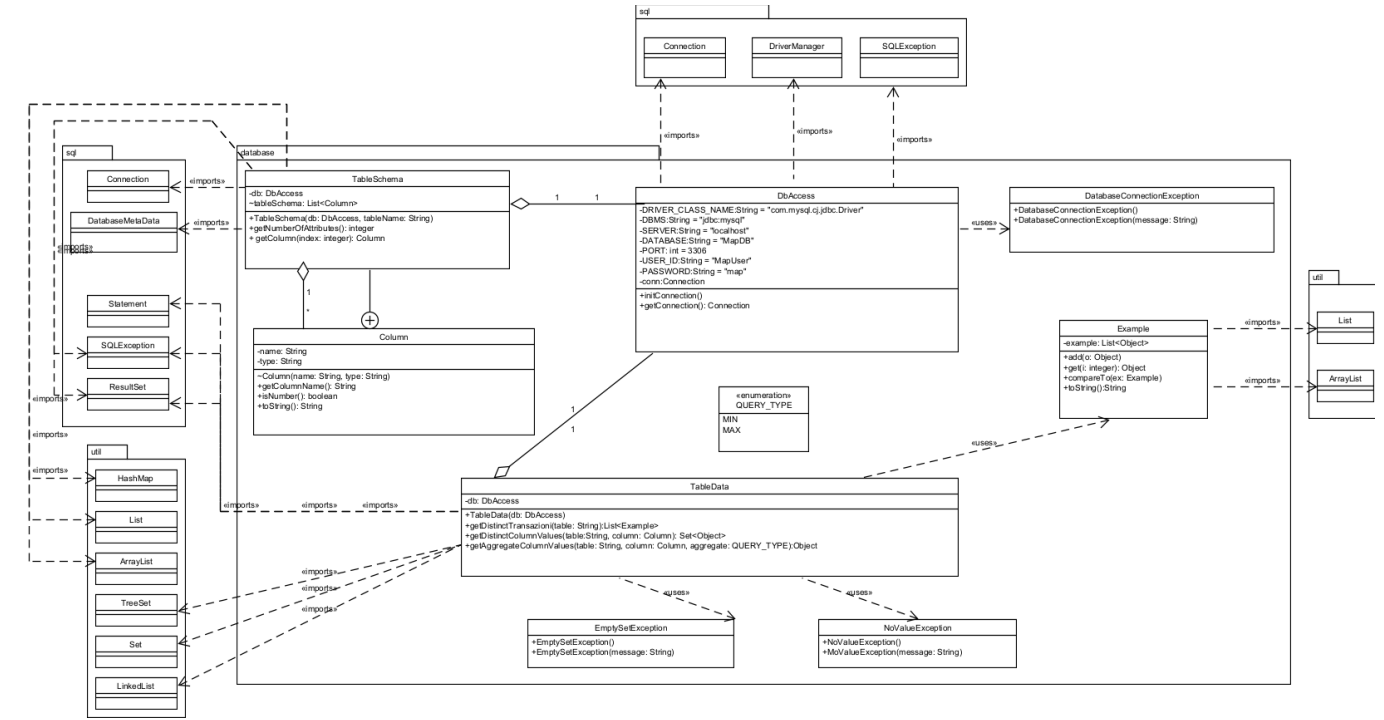 sql
Connection
DriverManager
SQLException
«imports»
«imports»
«imports»
sql
Connection
DatabaseMetaData
«imports»
«imports»
Statement
SQLException
ResultSet
«imports»
«imports»
«imports»
«imports»
database
TableSchema
-db: DbAccess
~tableSchema: List<Column>
+TableSchema(db: DbAccess, tableName: String)
+getNumberOfAttributes(): integer
+ getColumn(index: integer): Column
1
1
1
*
Column
-name: String
-type: String
~Column(name: String, type: String)
+getColumnName(): String
+isNumber(): boolean
+toString(): String
DbAccess
-DRIVER_CLASS_NAME:String = "com.mysql.cj.jdbc.Driver"
-DBMS:String = "jdbc:mysql"
-SERVER:String = "localhost"
-DATABASE:String = "MapDB"
-PORT: int = 3306
-USER_ID:String = "MapUser"
-PASSWORD:String = "map"
-conn:Connection
+initConnection()
+getConnection(): Connection
«uses»
DatabaseConnectionException
+DatabaseConnectionException()
+DatabaseConnectionException(message: String)
Example
-example: List<Object>
+add(o: Object)
+get(i: integer): Object
+compareTo(ex: Example)
+toString():String
«imports»
«imports»
util
List
ArrayList
«enumeration»
QUERY_TYPE
MIN
MAX
1
1
«uses»
TableData
-db: DbAccess
+TableData(db: DbAccess)
+getDistinctTransazioni(table: String):List<Example>
+getDistinctColumnValues(table:String, column: Column): Set<Object>
+getAggregateColumnValues(table: String, column: Column, aggregate: QUERY_TYPE):Object
«imports»
«imports»
«imports»
«imports»
«imports»
«imports»
util
HashMap
List
ArrayList
TreeSet
Set
LinkedList
«imports»
«uses»
«uses»
EmptySetException
+EmptySetException()
+EmptySetException(message: String)
NoValueException
+NoValueException()
+MoValueException(message: String)